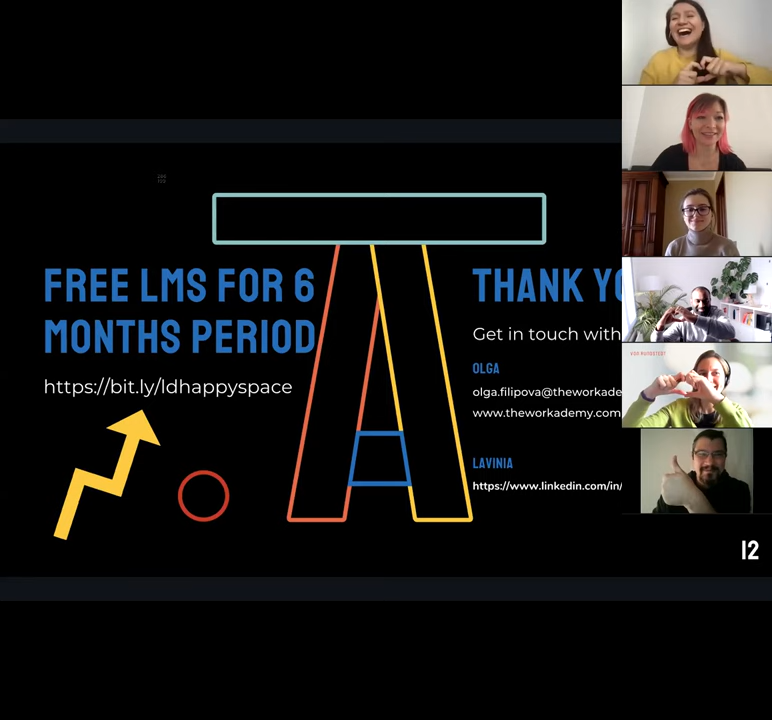 FREE LMS FOR 6
MONTHS PERIOD
https://bit.ly/ldhappyspace
THANK YO
Get in touch with
OLGA
olga.filipova@theworkade
www.theworkademy.com
LAVINIA
https://www.linkedin.com/in/
12